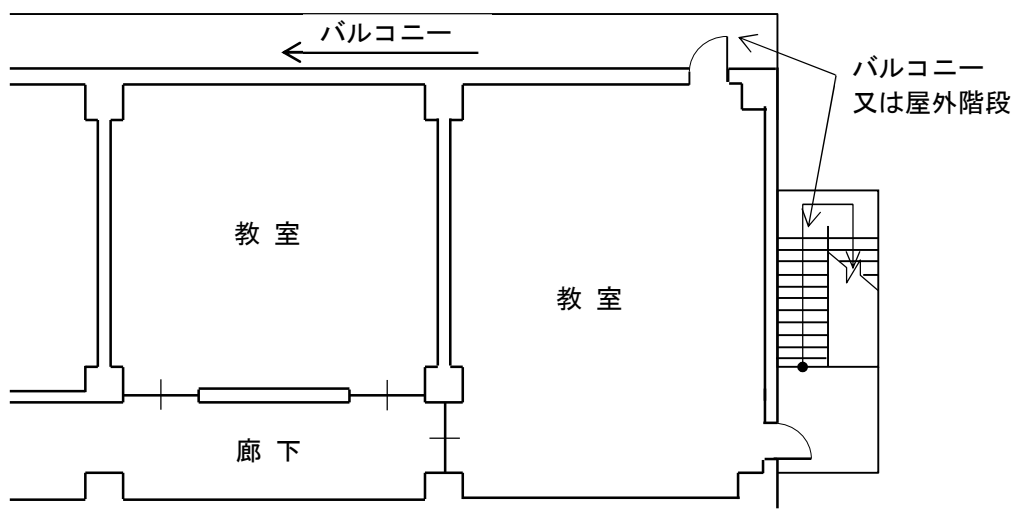 バルコニー
バルコニー
又は屋外階段
教 室
教 室
廊 下